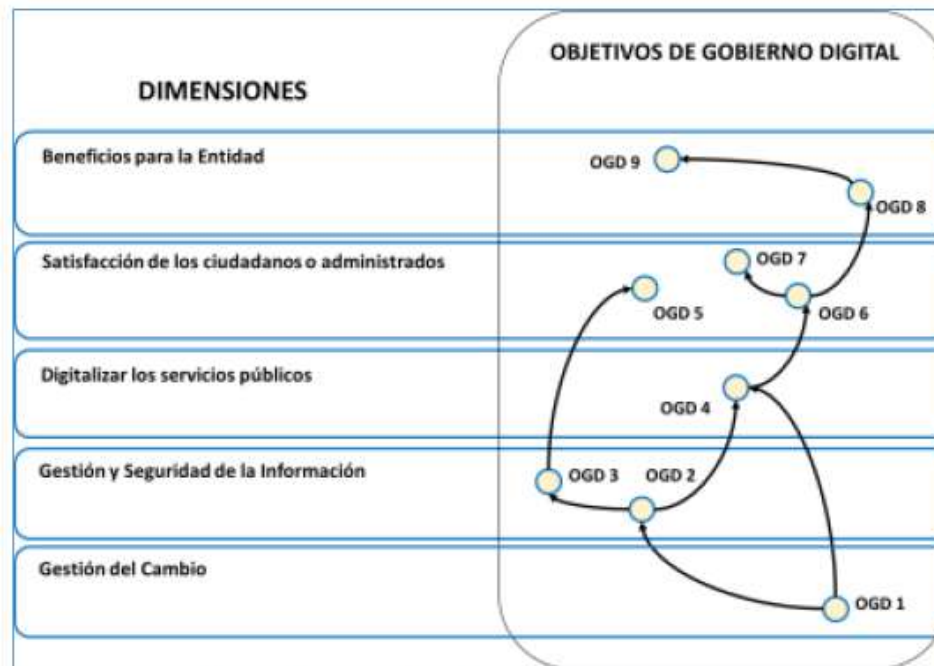 OBJETIVOS DE GOBIERNO DIGITAL
DIMENSIONES
Beneficios para la Entidad
OGD 9
OGD 8
Satisfacción de los ciudadanos o administrados
OGD 7
OGD 5
OGD 6
Digitalizar los servicios públicos
OGD 4
Gestión y Seguridad de la Información
OGD 3
OGD 2
Gestión del Cambio
OGD 1